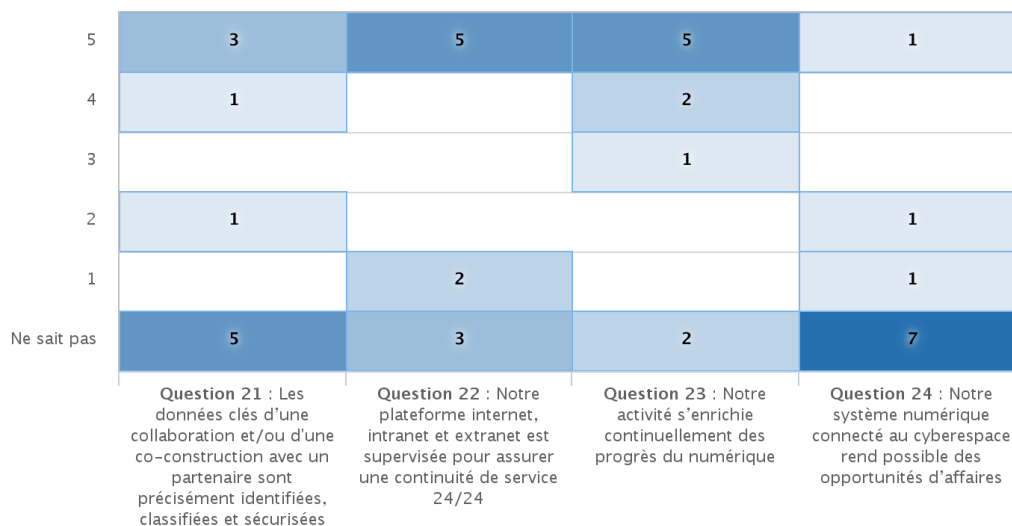 5 3 5 5 1
4 1 2
3 1
2 1 1
1 2 1
Ne sait pas 5 3 2 7
Question 21 : Les
données clés d'une
collaboration et/ou d'une
co-construction avec un
partenaire sont
précisément identifiées,
classifiées et sécurisées
Question 22 : Notre
plateforme internet,
intranet et extranet est
supervisée pour assurer
une continuité de service
24/24
Question 23 : Notre
activité s'enrichie
continuellement des
progrès du numérique
Question 24 : Notre
système numérique
connecté au cyberespace
rend possible des
opportunités d'affaires